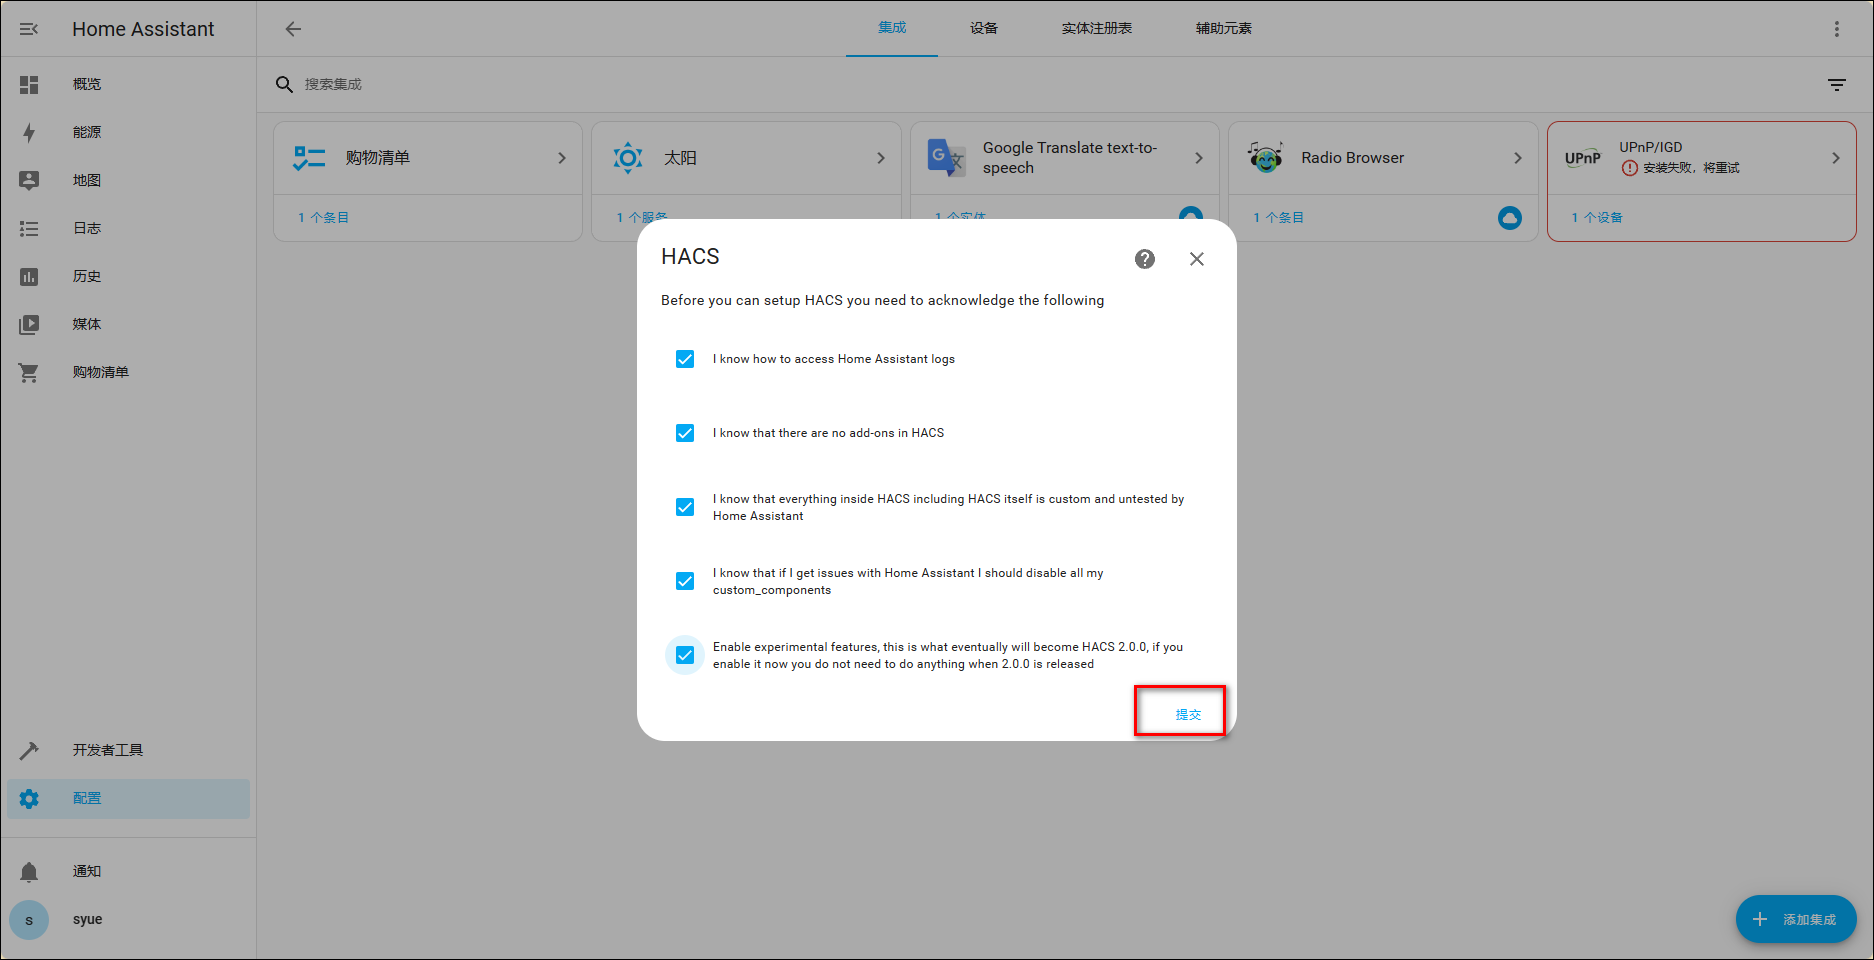 Home Assistant
集成
设备
实体注册表
辅助元素
搜索集成
概览
能源
地图
日志
历史
媒体
购物清单
开发者工具
配置
通知
s
syue
购物清单
1 个条目
太阳
1 个服务
G 文
Google Translate text-to-
speech
1 个实体
Radio Browser
1 个条目
UPnP
UPnP/IGD
安装失败，将重试
1 个设备
HACS
Before you can setup HACS you need to acknowledge the following
I know how to access Home Assistant logs
I know that there are no add-ons in HACS
I know that everything inside HACS including HACS itself is custom and untested by
Home Assistant
I know that if I get issues with Home Assistant I should disable all my
custom_components
Enable experimental features, this is what eventually will become HACS 2.0.0, if you
enable it now you do not need to do anything when 2.0.0 is released
提交
添加集成